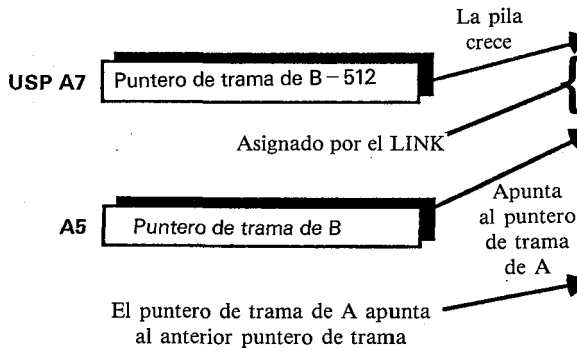 La pila
crece
USP A7
Puntero de trama de B – 512
Asignado por el LINK
A5
Puntero de trama de B
Apunta
al puntero
de trama
de A
El puntero de trama de A apunta
al anterior puntero de trama